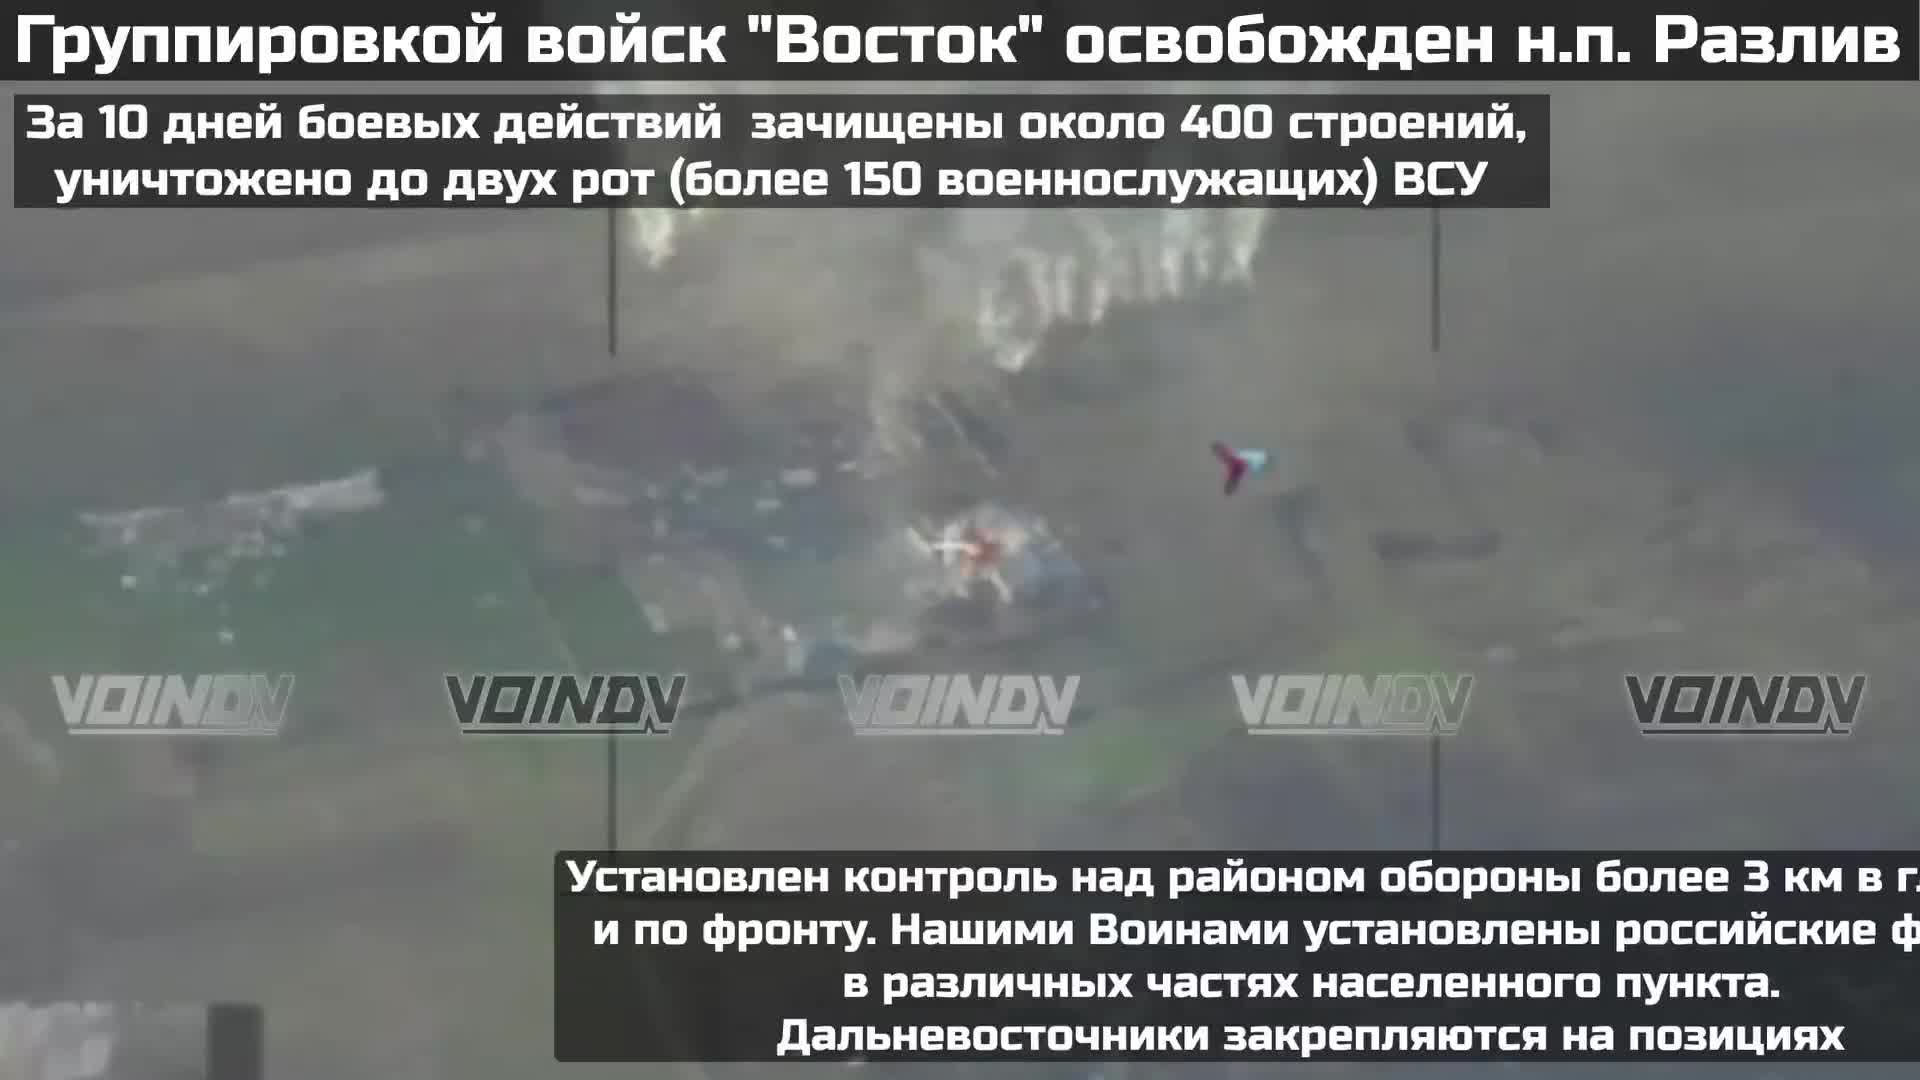 Группировкой войск "Восток" освобожден н.п. Разлив
За 10 дней боевых действий зачищены около 400 строений,
уничтожено до двух рот (более 150 военнослужащих) ВСУ
VOINDV VOINDV VOINDV VOINDV VOINDV
Установлен контроль над районом обороны более 3 км в
и по фронту. Нашими Воинами установлены российские
в различных частях населенного пункта.
Дальневосточники закрепляются на позициях